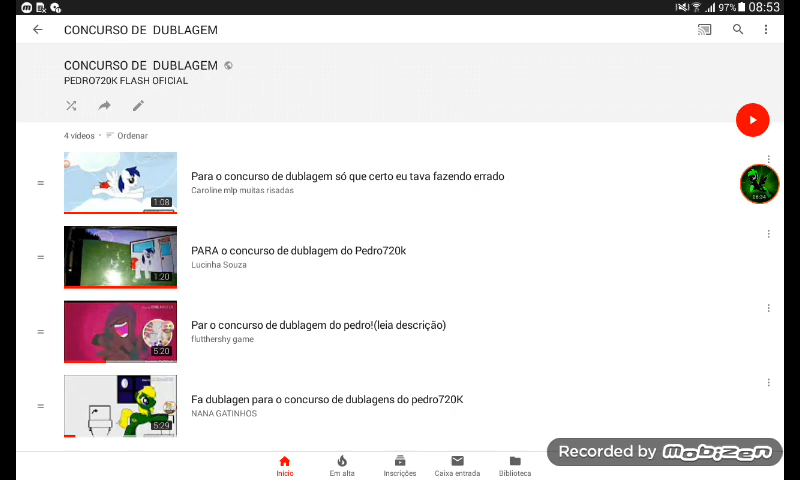 97% 08:53
CONCURSO DE DUBLAGEM
CONCURSO DE DUBLAGEM
PEDRO720K FLASH OFICIAL
4 vídeos • Ordenar
Para o concurso de dublagem só que certo eu tava fazendo errado
Caroline mlp muitas risadas
1:08
PARA o concurso de dublagem do Pedro720k
Lucinha Souza
1:20
Par o concurso de dublagem do pedro!(leia descrição)
flutthershy game
5:20
Fa dublagen para o concurso de dublagens do pedro720K
NANA GATINHOS
5:29
Início Em alta Inscrições Caixa entrada Biblioteca
Recorded by mobizen